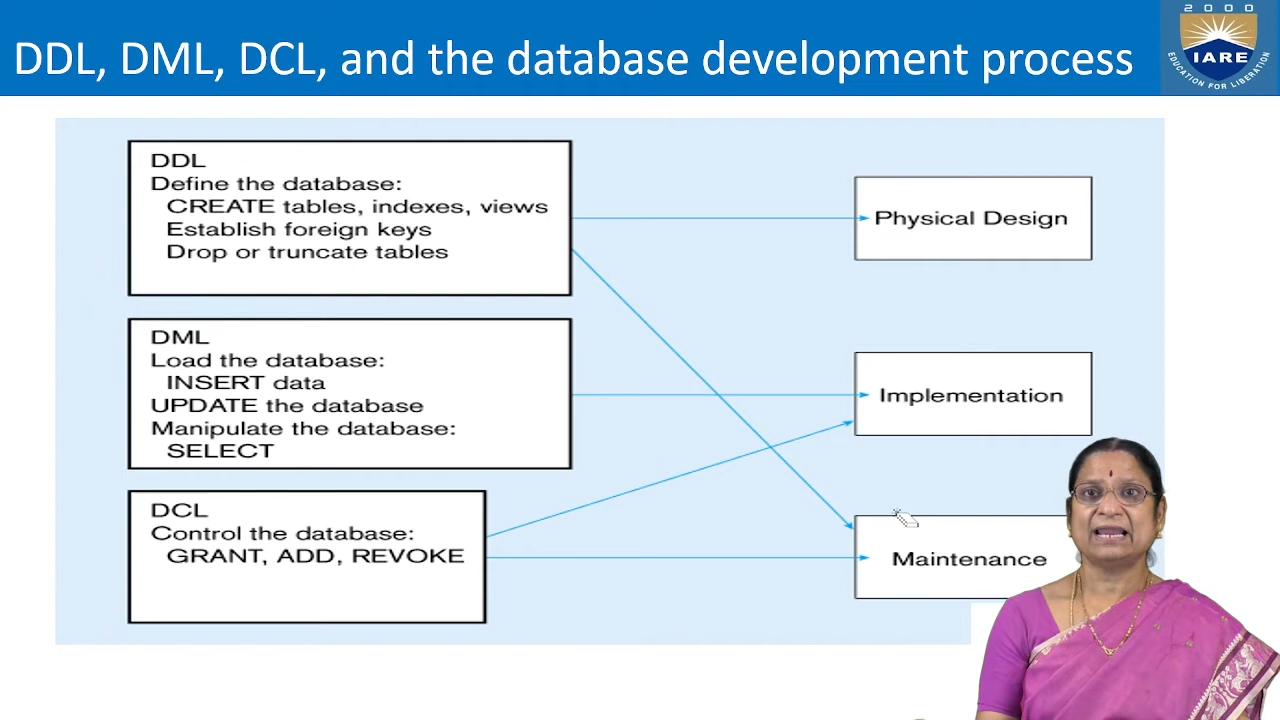 DDL, DML, DCL, and the database development process
2000
IARE
EDUCATION FOR LIBERATION
DDL
Define the database:
CREATE tables, indexes, views
Establish foreign keys
Drop or truncate tables
Physical Design
DML
Load the database:
INSERT data
UPDATE the database
Manipulate the database:
SELECT
Implementation
DCL
Control the database:
GRANT, ADD, REVOKE
Maintenance